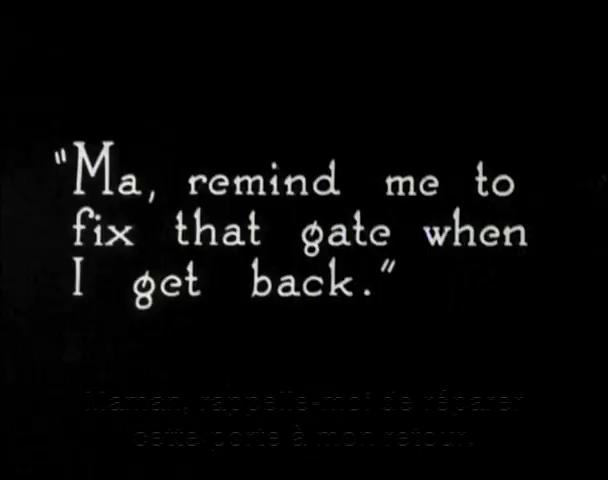 "Ma, remind me to
fix that gate when
I get back."
Maman, rappelle-moi de réparer
cette porte à mon retour.